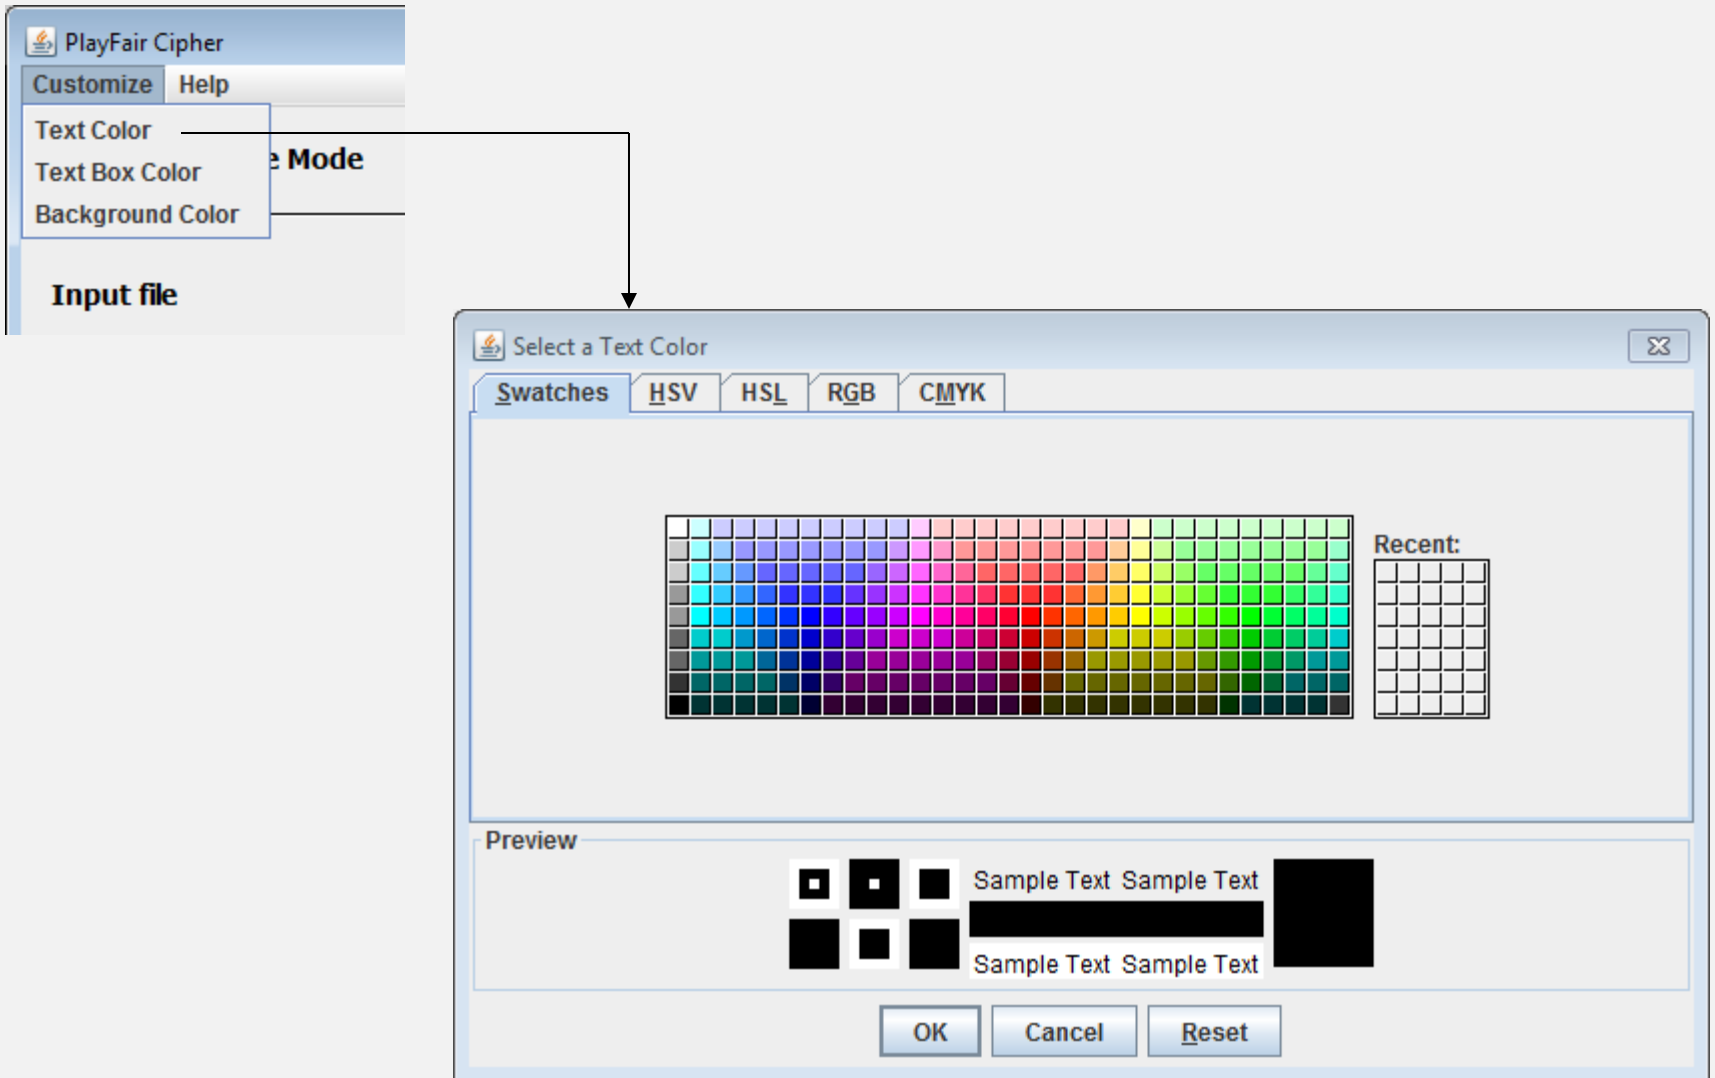 PlayFair Cipher
Customize Help
Text Color
Text Box Color
Background Color
Mode
Input file
Select a Text Color
Swatches HSV HSL RGB CMYK
Recent:
Preview
Sample Text Sample Text
Sample Text Sample Text
OK Cancel Reset